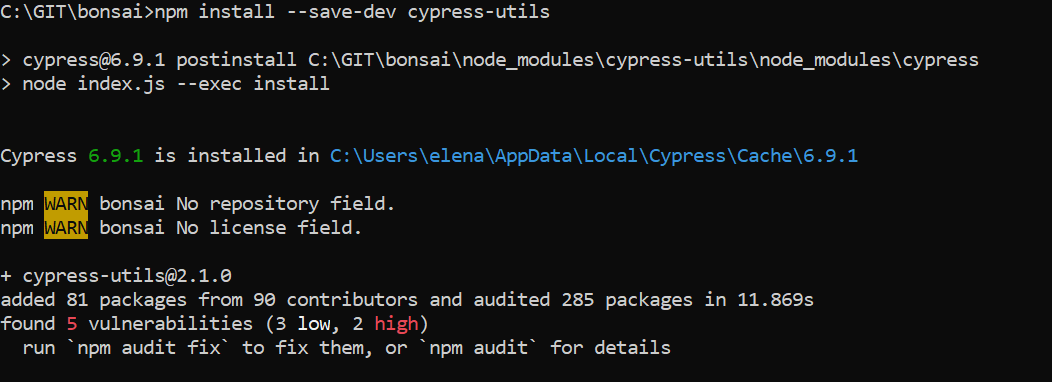 C:\GIT\bonsai>npm install --save-dev cypress-utils
> cypress@6.9.1 postinstall C:\GIT\bonsai\node_modules\cypress-utils\node_modules\cypress
> node index.js --exec install
Cypress 6.9.1 is installed in C:\Users\elena\AppData\Local\Cypress\Cache\6.9.1
npm WARN bonsai No repository field.
npm WARN bonsai No license field.
+ cypress-utils@2.1.0
added 81 packages from 90 contributors and audited 285 packages in 11.869s
found 5 vulnerabilities (3 low, 2 high)
  run `npm audit fix` to fix them, or `npm audit` for details